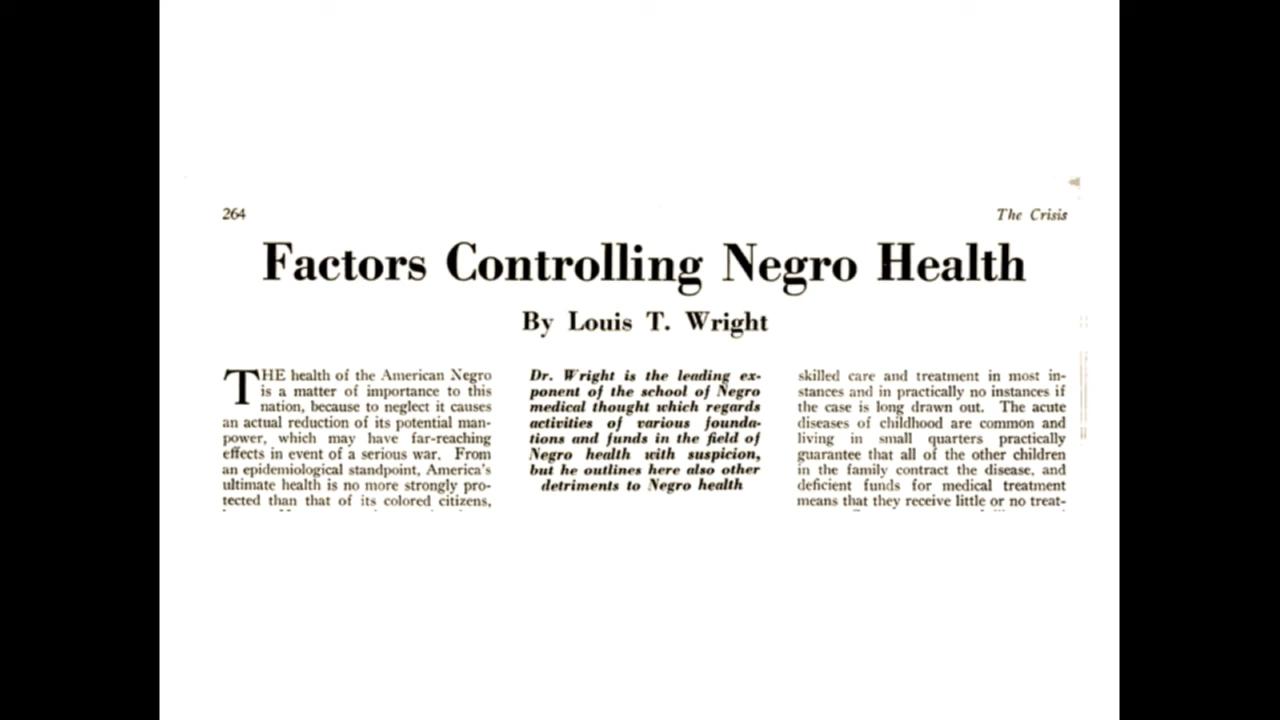 264
The Crisis
Factors Controlling Negro Health
By Louis T. Wright
THE health of the American Negro
is a matter of importance to this
nation, because to neglect it causes
an actual reduction of its potential man-
power, which may have far-reaching
effects in event of a serious war. From
an epidemiological standpoint, America's
ultimate health is no more strongly pro-
tected than that of its colored citizens,
Dr. Wright is the leading ex-
ponent of the school of Negro
medical thought which regards
activities of various founda-
tions and funds in the field of
Negro health with suspicion,
but he outlines here also other
detriments to Negro health
skilled care and treatment in most in-
stances and in practically no instances if
the case is long drawn out. The acute
diseases of childhood are common and
living in small quarters practically
guarantee that all of the other children
in the family contract the disease, and
deficient funds for medical treatment
means that they receive little or no treat-